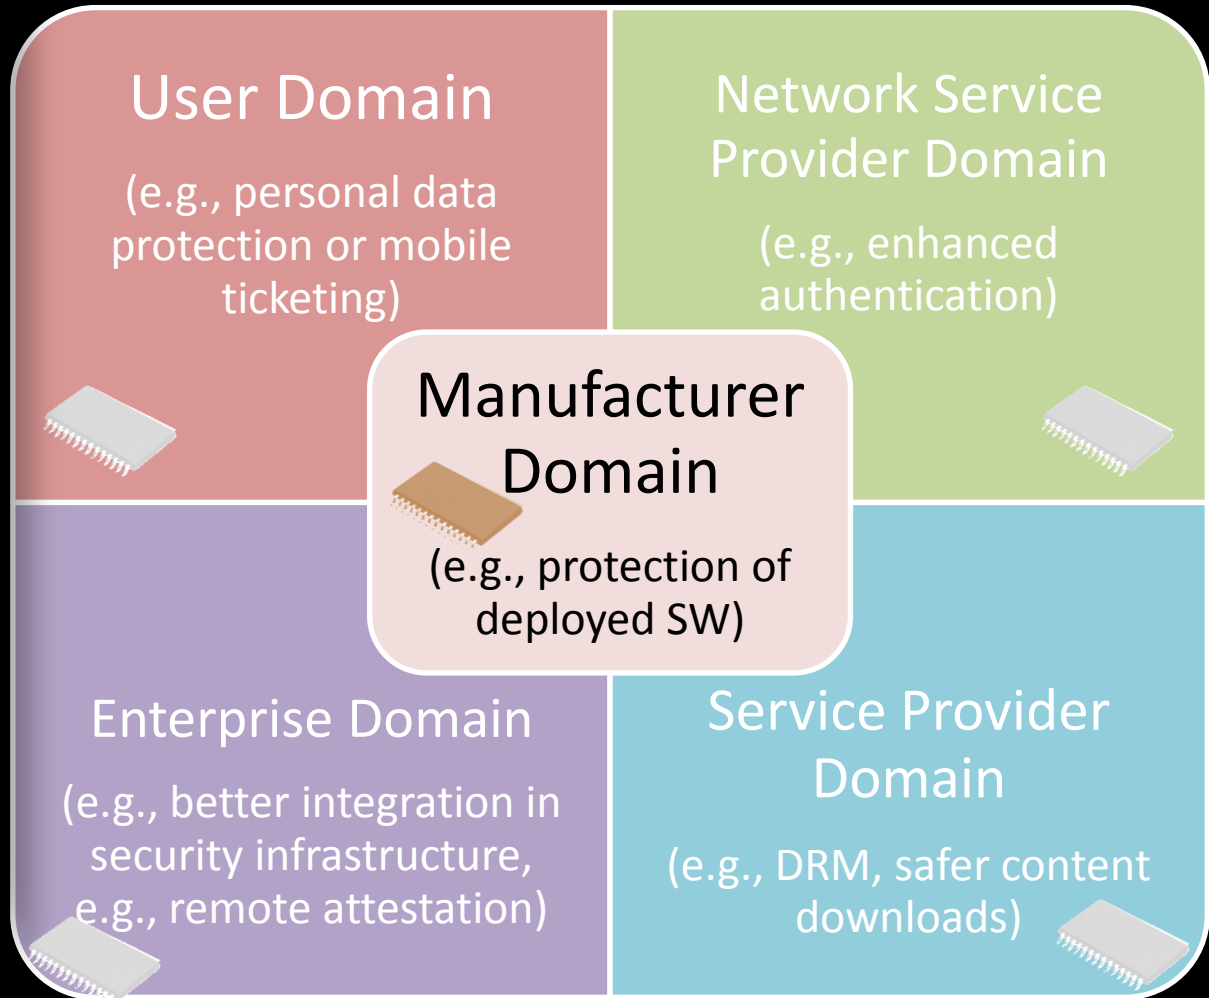 User Domain
(e.g., personal data
protection or mobile
ticketing)
Network Service
Provider Domain
(e.g., enhanced
authentication)
Manufacturer
Domain
(e.g., protection of
deployed SW)
Enterprise Domain
(e.g., better integration in
security infrastructure,
e.g., remote attestation)
Service Provider
Domain
(e.g., DRM, safer content
downloads)